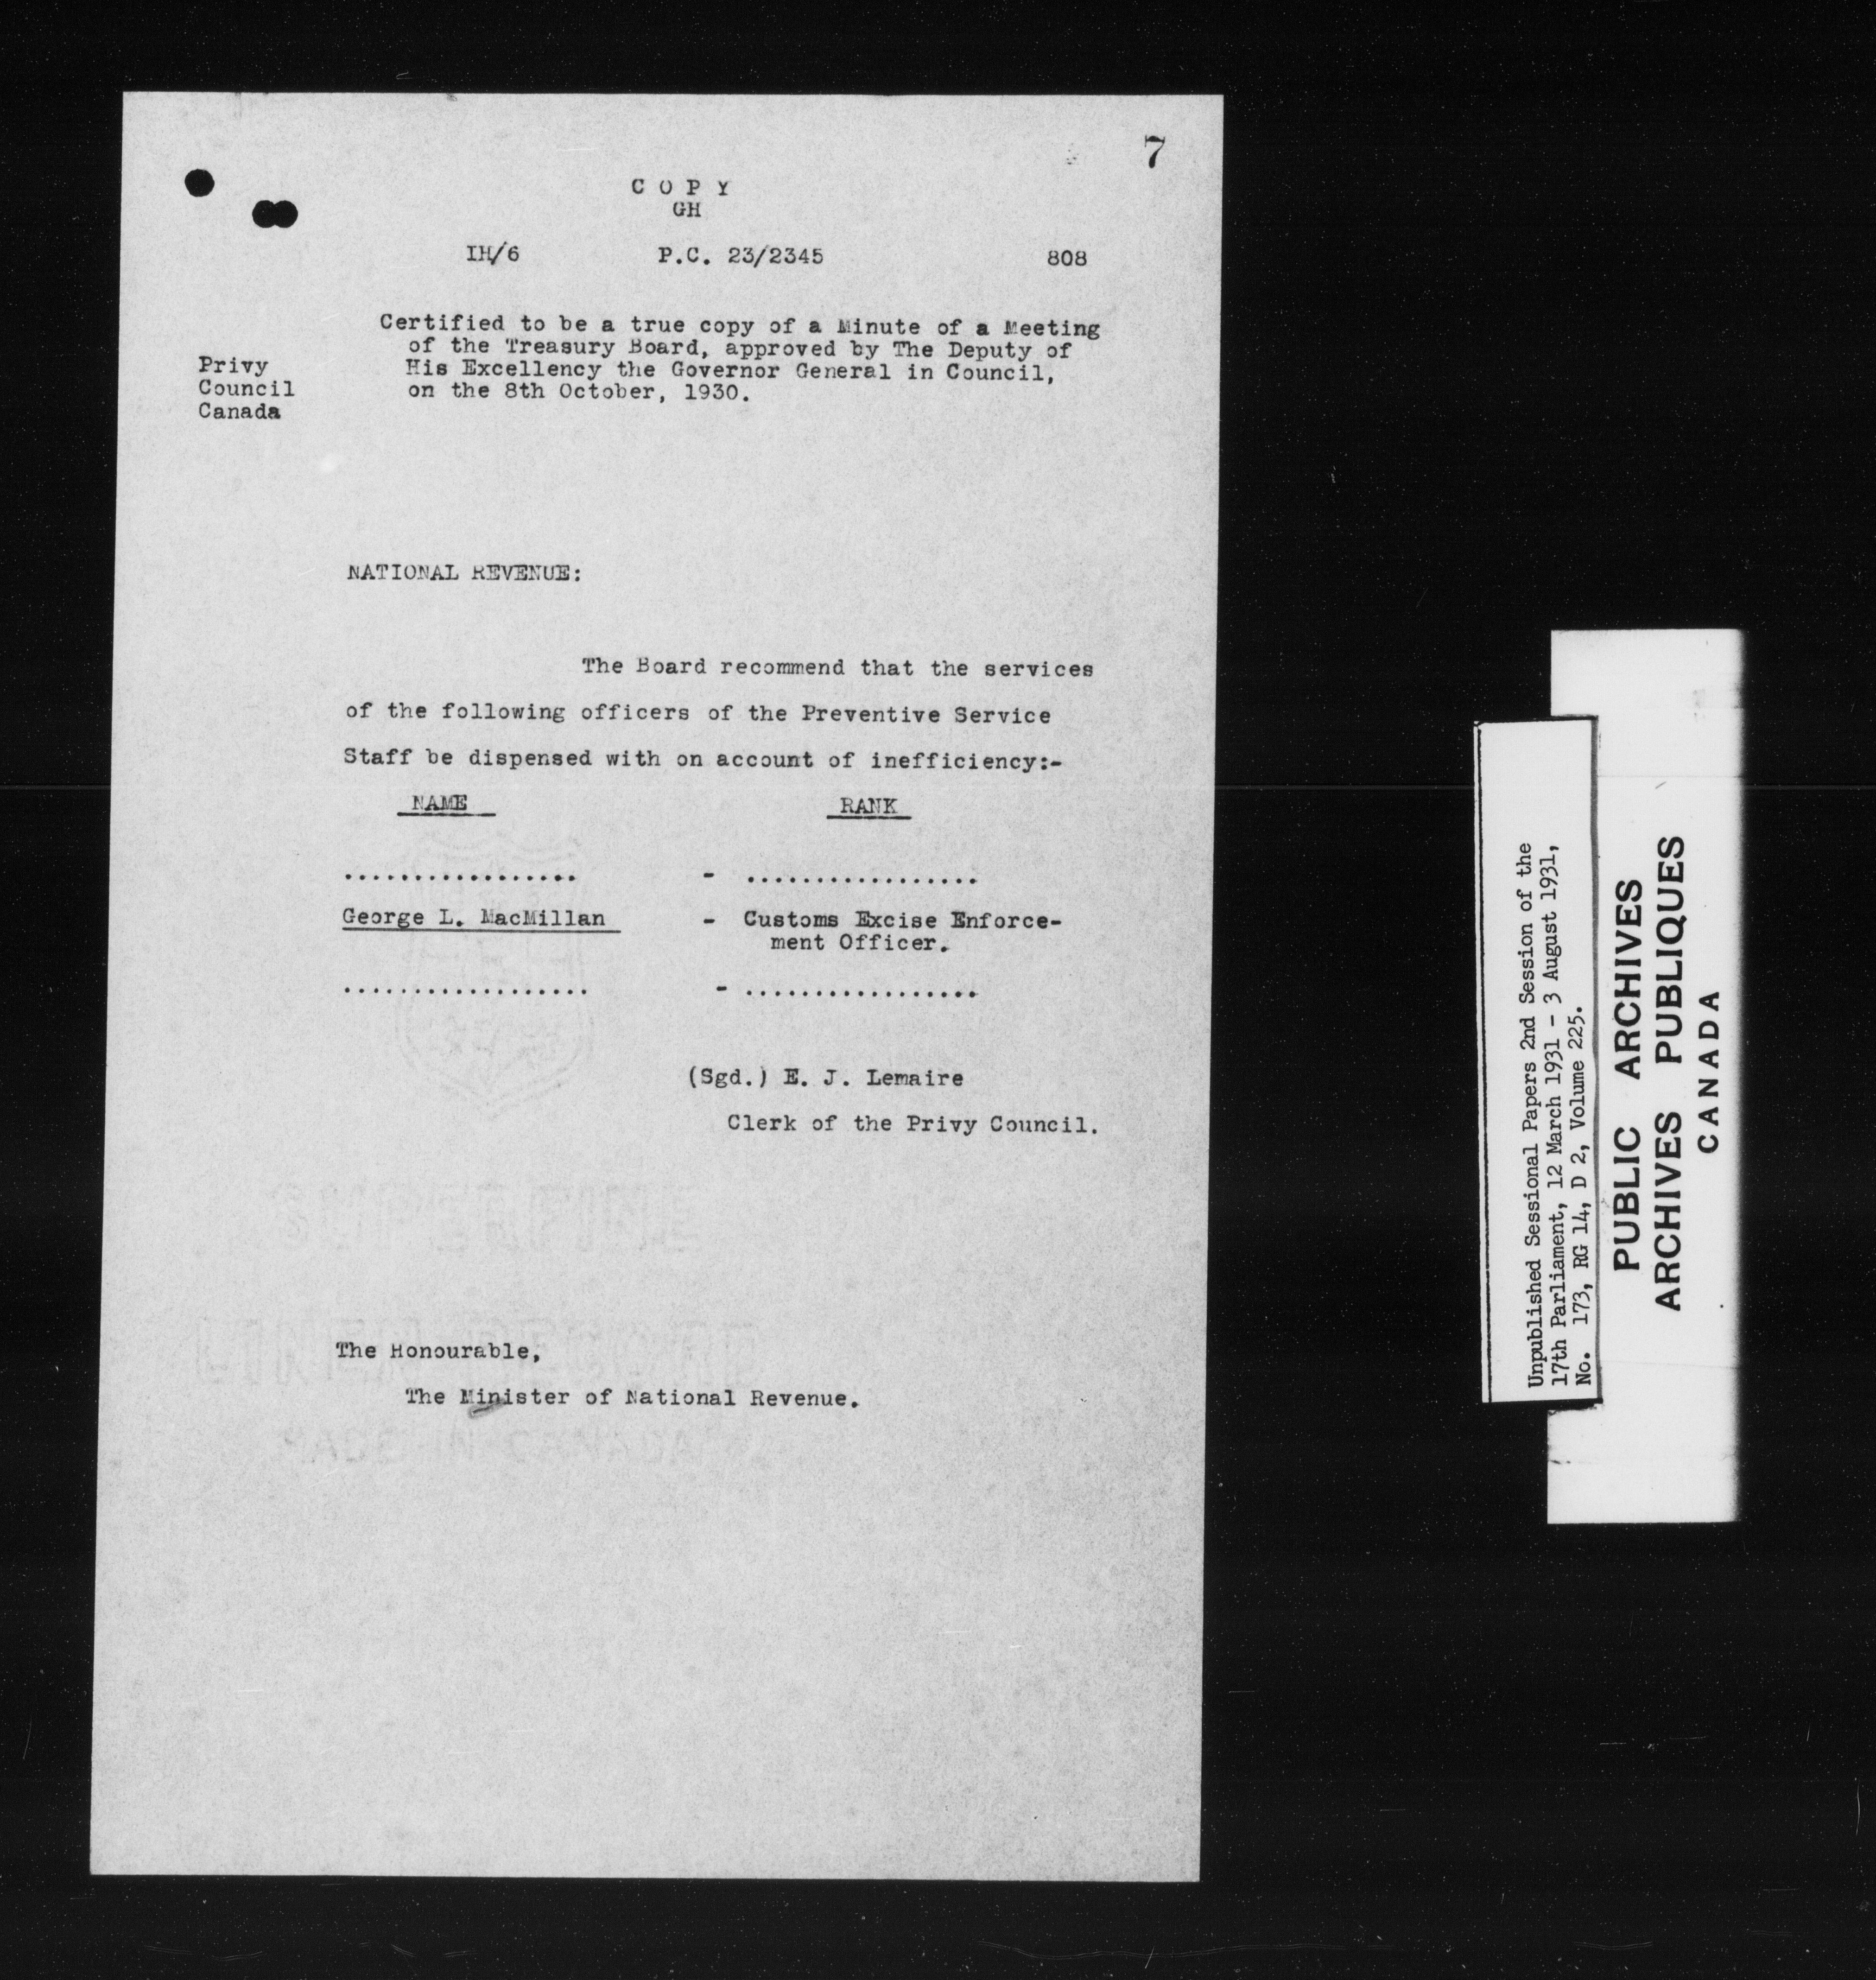 7
C O P Y
GH
IH/6 P.C. 23/2345 808
Certified to be a true copy of a Minute of a Meeting
of the Treasury Board, approved by The Deputy of
His Excellency the Governor General in Council,
on the 8th October, 1930.
Privy
Council
Canada
NATIONAL REVENUE:
The Board recommend that the services
of the following officers of the Preventive Service
Staff be dispensed with on account of inefficiency:-
NAME RANK
................. - .................
George L. MacMillan - Customs Excise Enforce-
ment Officer.
.................. - .................
(Sgd.) E. J. Lemaire
Clerk of the Privy Council.
The Honourable,
The Minister of National Revenue.
Unpublished Sessional Papers 2nd Session of the
17th Parliament, 12 March 1931 - 3 August 1931,
No. 173, RG 14, D 2, Volume 225.
PUBLIC ARCHIVES
ARCHIVES PUBLIQUES
CANADA